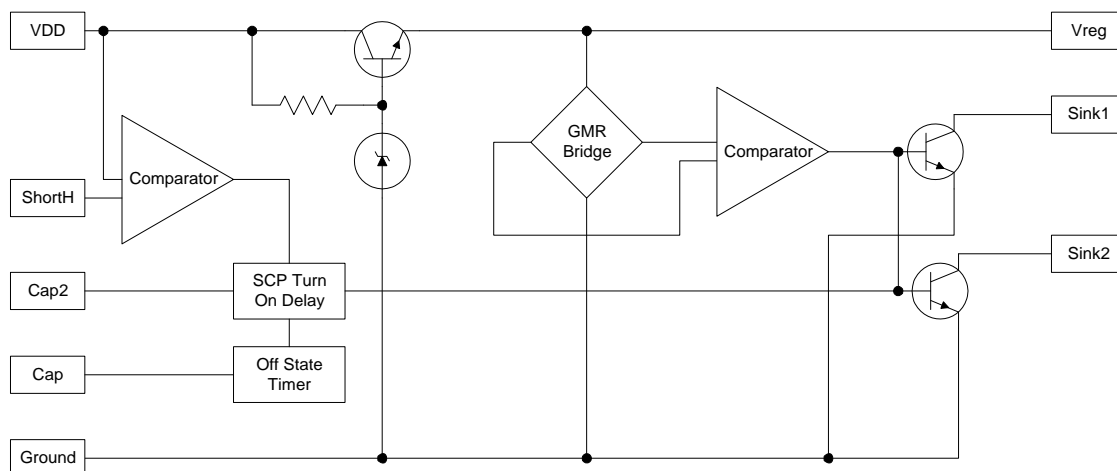 VDD
Vreg
Sink1
GMR
Bridge
Comparator
Comparator
ShortH
Sink2
SCP Turn
On Delay
Cap2
Off State
Timer
Cap
Ground